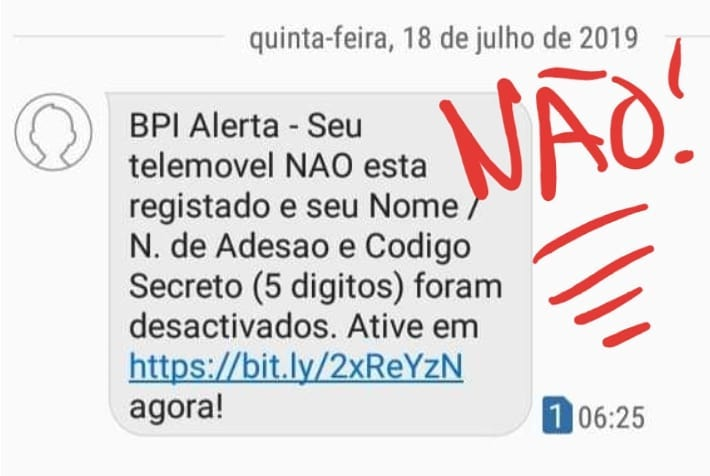 quinta-feira, 18 de julho de 2019
NÃO!
BPI Alerta - Seu
telemovel NAO esta
registado e seu Nome /
N. de Adesao e Codigo
Secreto (5 digitos) foram
desactivados. Ative em
https://bit.ly/2xReYzN
agora!
1 06:25